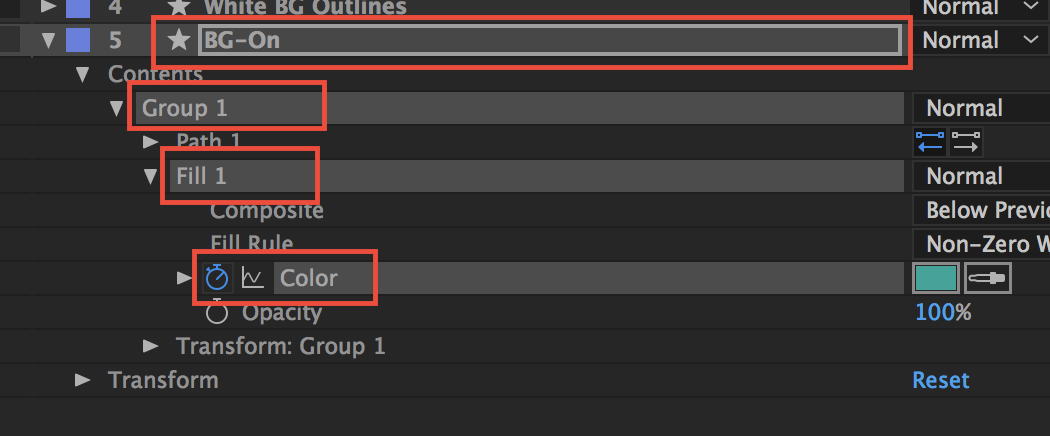 4 White BG Outlines Normal
5 BG-On Normal
Contents
Group 1 Normal
Path 1
Fill 1 Normal
Composite Below
Fill Rule Non-Zero
Color
Opacity 100%
Transform: Group 1
Transform Reset